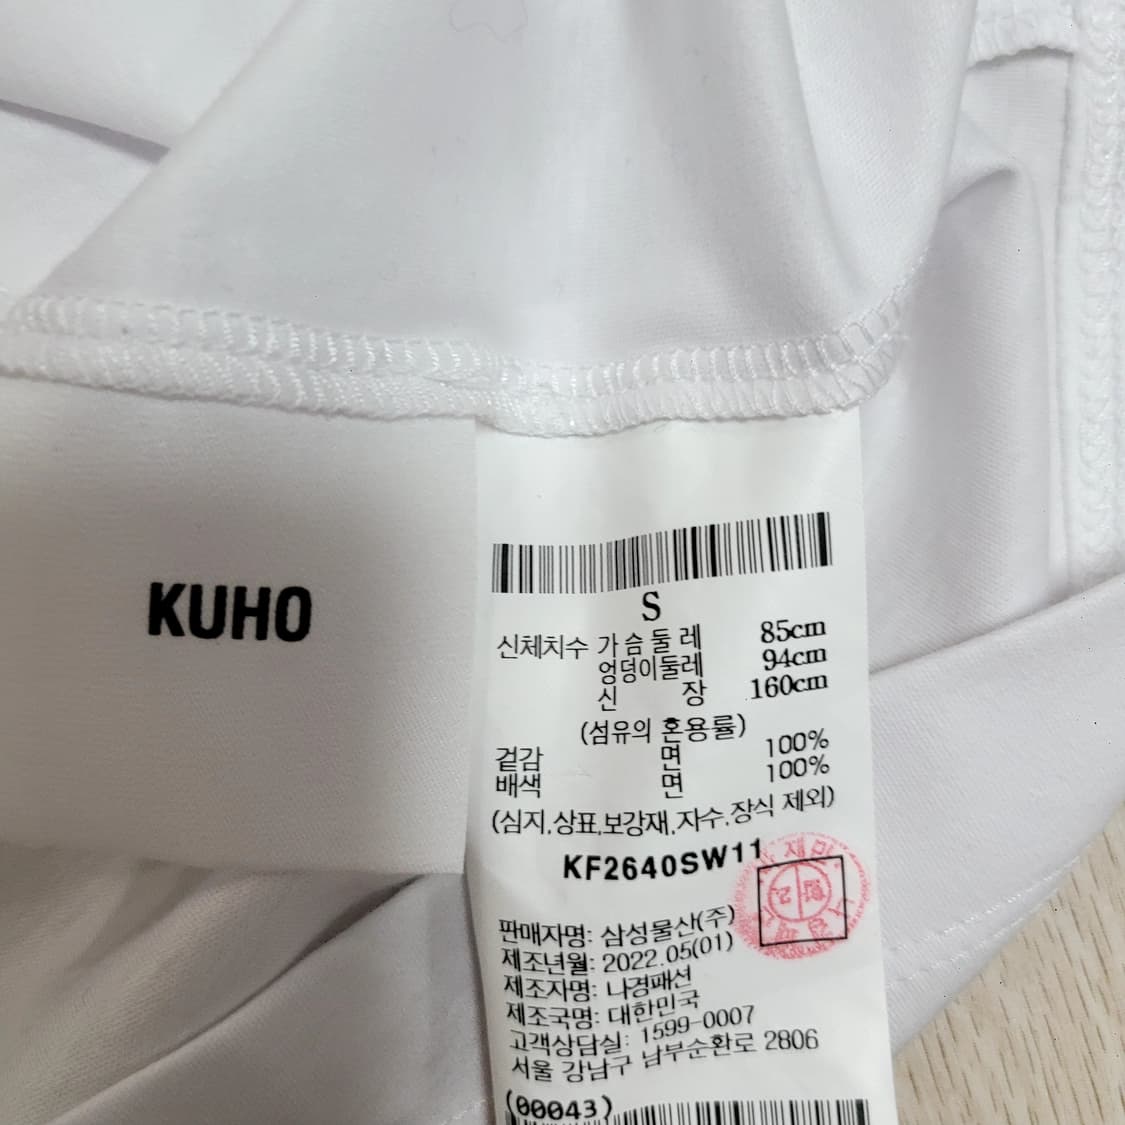 KUHO
S
신체치수 가슴둘레 85cm
엉덩이둘레 94cm
신 장 160cm
(섬유의 혼용률)
겉감 면 100%
배색 면 100%
(심지,상표,보강재,자수.장식 제외)
KF2640SW11
판매자명: 삼성물산(주)
제조년월: 2022.05(01)
제조자명: 나경패션
제조국명: 대한민국
고객상담실: 1599-0007
서울 강남구 남부순환로 2806
(00043)